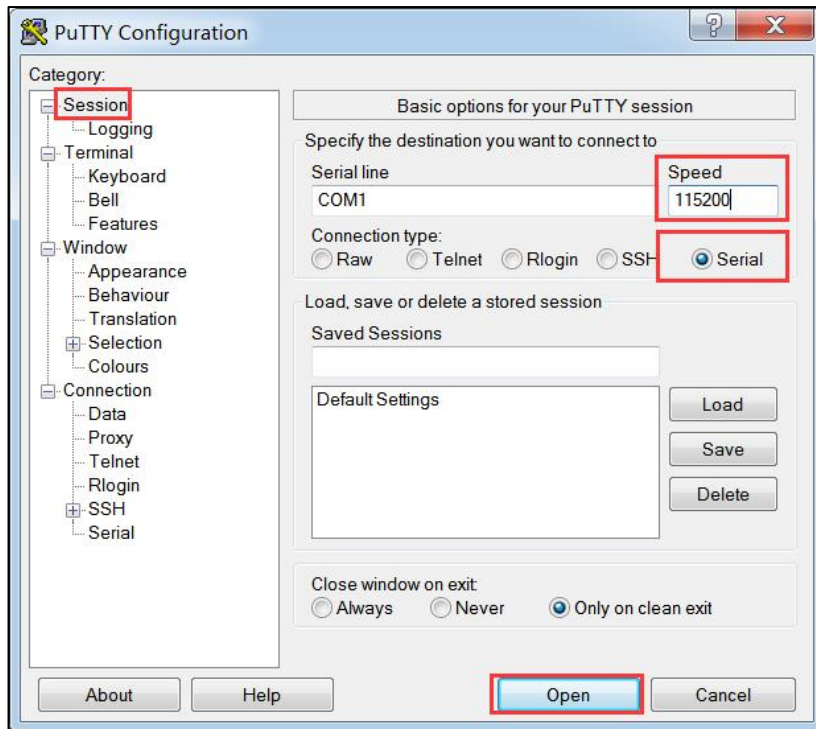 PuTTY Configuration
Category:
Session
Logging
Terminal
Keyboard
Bell
Features
Window
Appearance
Behaviour
Translation
Selection
Colours
Connection
Data
Proxy
Telnet
Rlogin
SSH
Serial
Basic options for your PuTTY session
Specify the destination you want to connect to
Serial line Speed
COM1 115200
Connection type:
Raw Telnet Rlogin SSH Serial
Load, save or delete a stored session
Saved Sessions
Default Settings
Load
Save
Delete
Close window on exit:
Always Never Only on clean exit
About Help Open Cancel